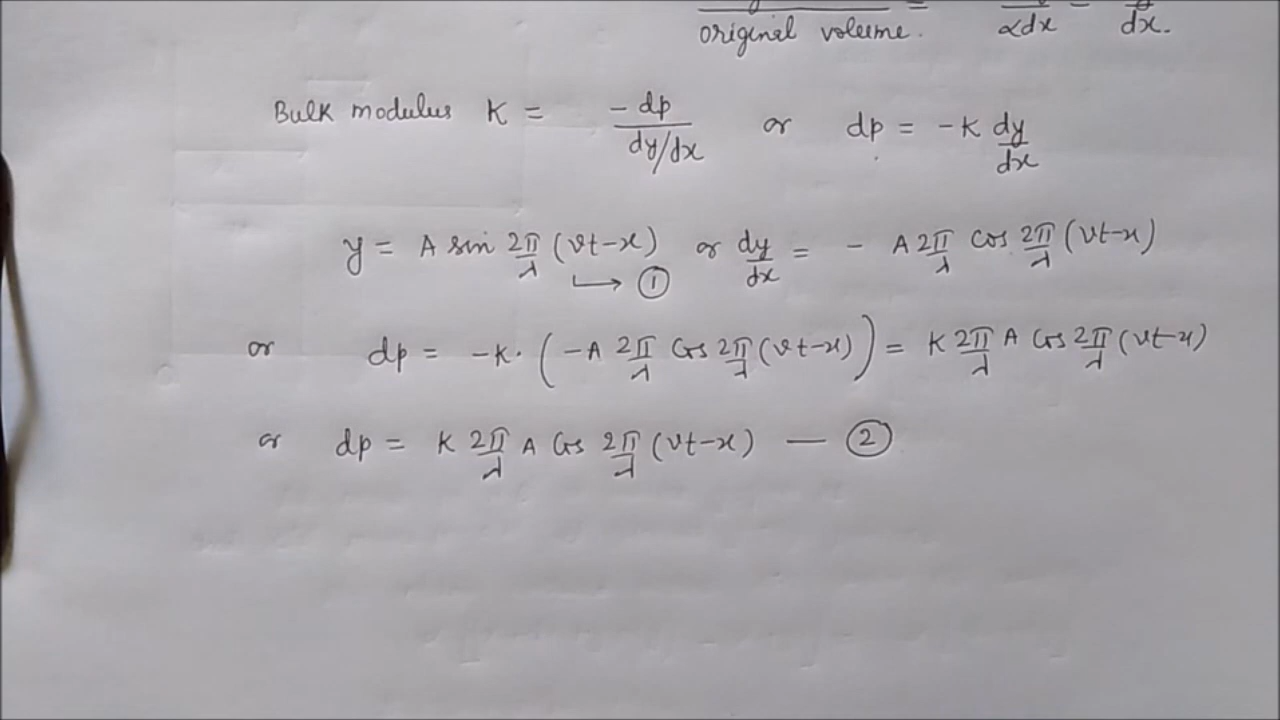 original volume. = αdx = dx.
Bulk modulus K = -dp / dy/dx or dp = -K dy/dx
y = A sin 2π/λ (vt-x) or dy/dx = - A 2π/λ Cos 2π/λ (vt-x)
→ ①
or dp = -K. (-A 2π/λ Cos 2π/λ (vt-x)) = K 2π/λ A Cos 2π/λ (vt-x)
or dp = K 2π/λ A Cos 2π/λ (vt-x) — ②